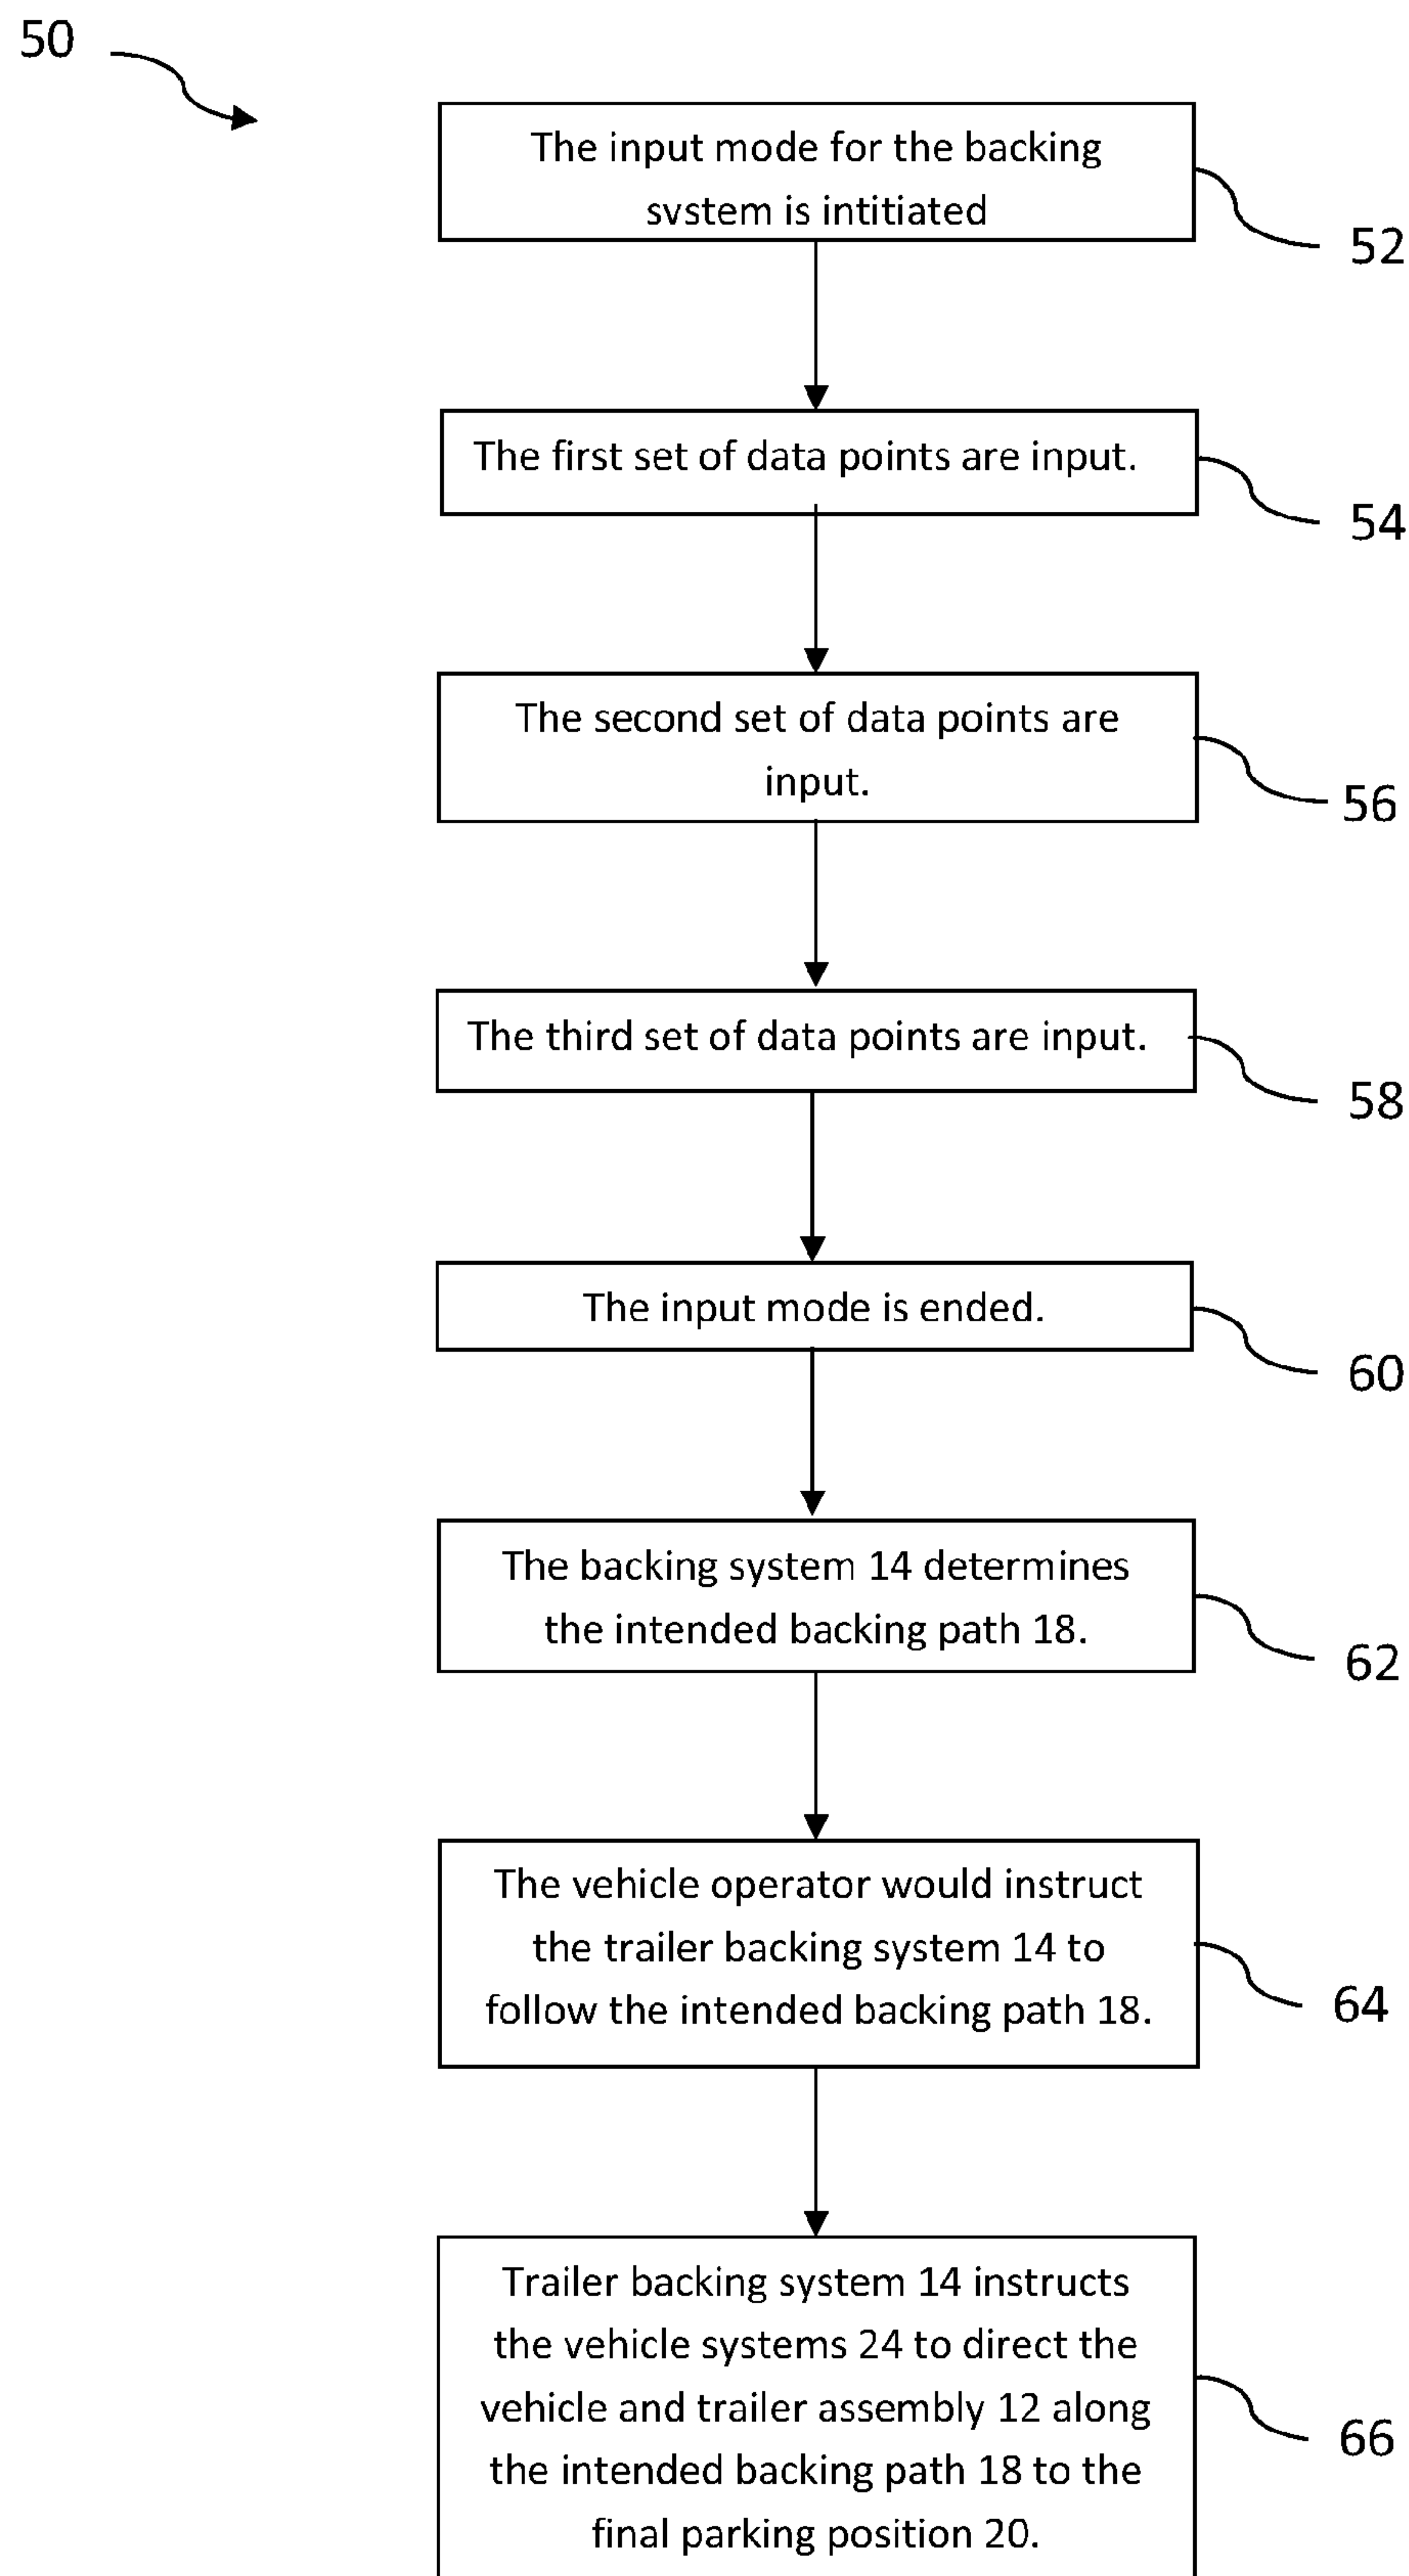 50
The input mode for the backing
system is intitiated
52
The first set of data points are input.
54
The second set of data points are
input.
56
The third set of data points are input.
58
The input mode is ended.
60
The backing system 14 determines
the intended backing path 18.
62
The vehicle operator would instruct
the trailer backing system 14 to
follow the intended backing path 18.
64
Trailer backing system 14 instructs
the vehicle systems 24 to direct the
vehicle and trailer assembly 12 along
the intended backing path 18 to the
final parking position 20.
66